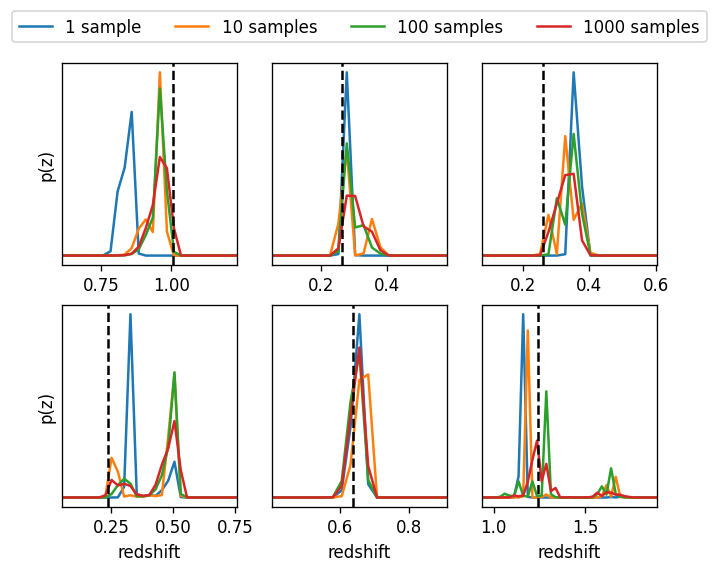 1 sample 10 samples 100 samples 1000 samples
p(z)
0.75 1.00 0.2 0.4 0.2 0.4 0.6
p(z)
0.25 0.50 0.75 0.6 0.8 1.0 1.5
redshift redshift redshift